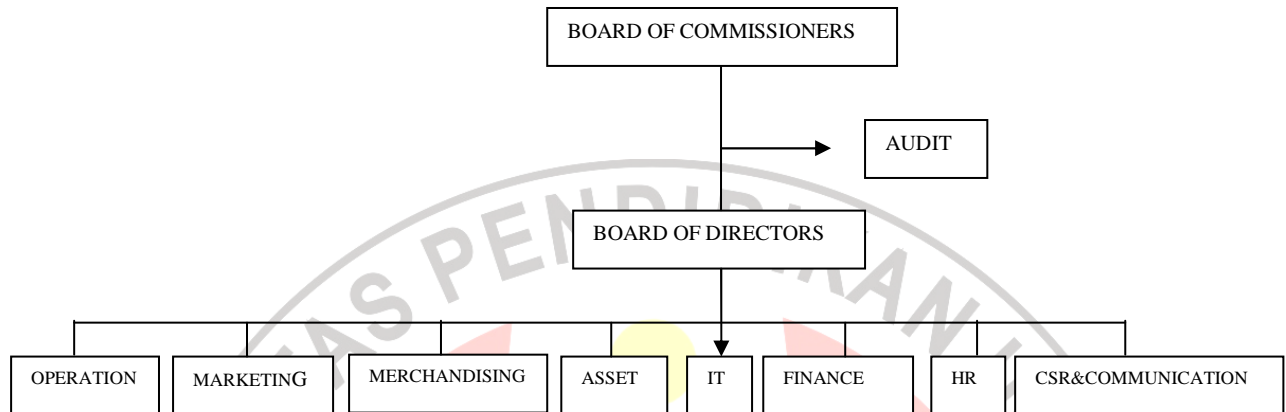 BOARD OF COMMISSIONERS
AUDIT
BOARD OF DIRECTORS
OPERATION
MARKETING
MERCHANDISING
ASSET
IT
FINANCE
HR
CSR&COMMUNICATION